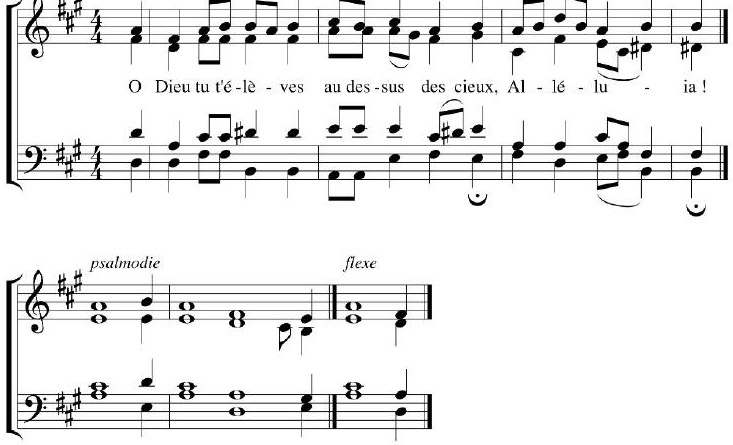 O Dieu tu t'é - lè - ves au des - sus des cieux, Al - lé - lu - ia !
psalmodie flexe